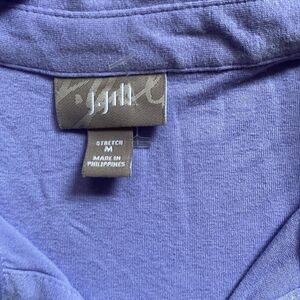 J.Jill
STRETCH
M
MADE IN
PHILIPPINES